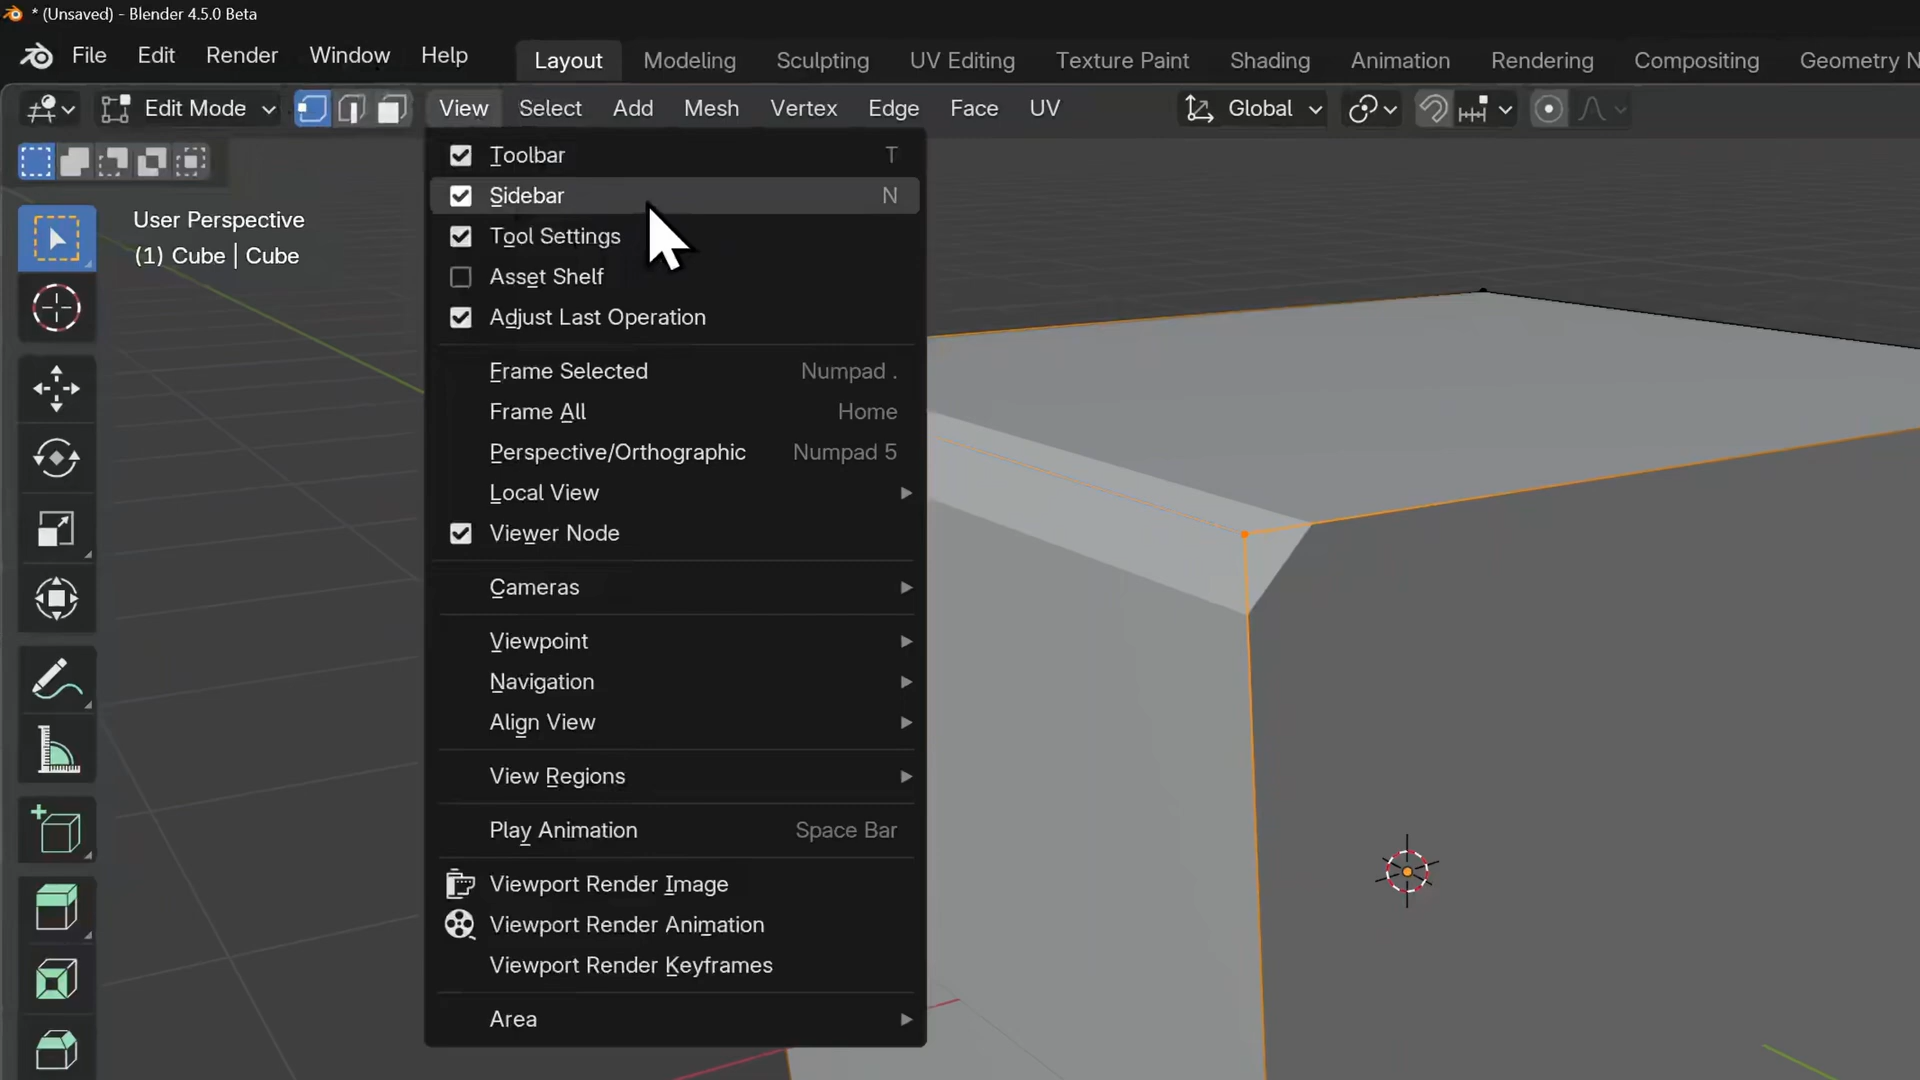 * (Unsaved) - Blender 4.5.0 Beta
File Edit Render Window Help Layout Modeling Sculpting UV Editing Texture Paint Shading Animation Rendering Compositing Geometry N
Edit Mode View Select Add Mesh Vertex Edge Face UV Global
User Perspective
(1) Cube | Cube
Toolbar T
Sidebar N
Tool Settings
Asset Shelf
Adjust Last Operation
Frame Selected Numpad .
Frame All Home
Perspective/Orthographic Numpad 5
Local View
Viewer Node
Cameras
Viewpoint
Navigation
Align View
View Regions
Play Animation Space Bar
Viewport Render Image
Viewport Render Animation
Viewport Render Keyframes
Area